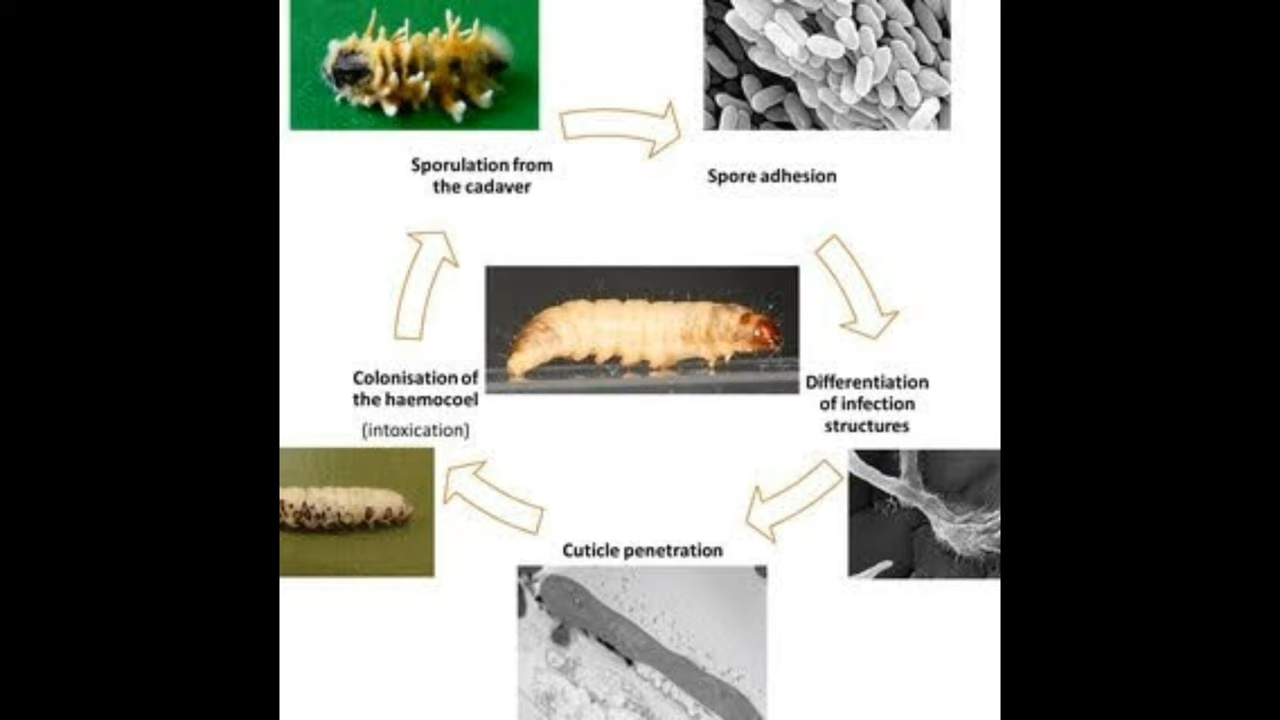 Sporulation from
the cadaver
Spore adhesion
Differentiation
of infection
structures
Cuticle penetration
Colonisation of
the haemocoel
(intoxication)